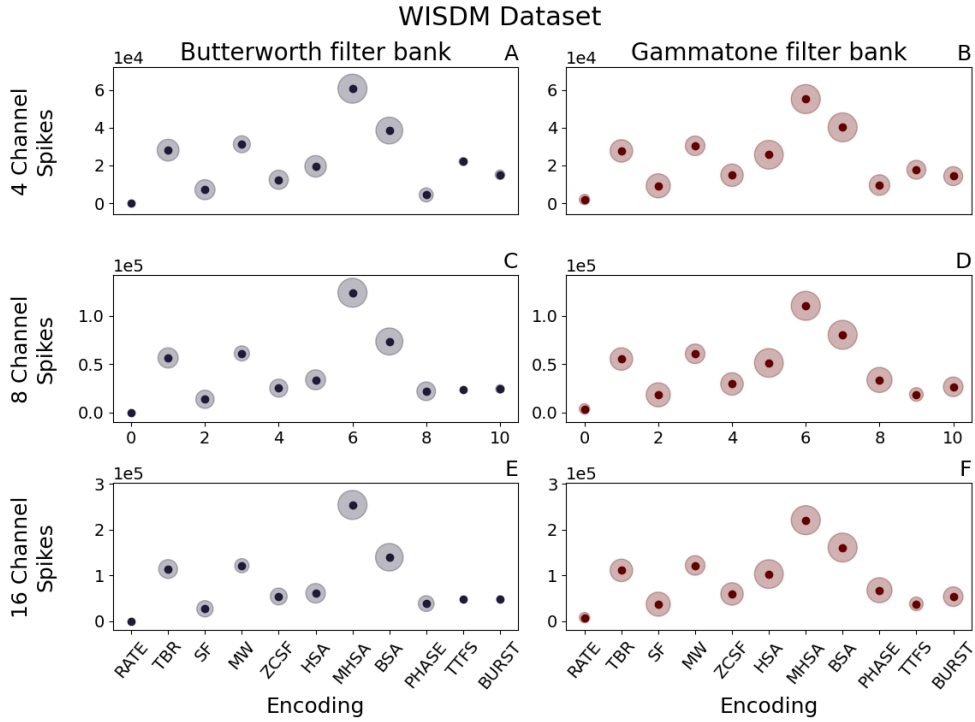 WISDM Dataset
Butterworth filter bank
A
Gammatone filter bank
B
4 Channel
Spikes
1e4
6
4
2
0
1e4
6
4
2
0
C
D
8 Channel
Spikes
1e5
1.0
0.5
0.0
0 2 4 6 8 10
1e5
1.0
0.5
0.0
0 2 4 6 8 10
E
F
16 Channel
Spikes
1e5
3
2
1
0
1e5
3
2
1
0
RATE TBR SF MW ZCSF HSA MHSA BSA PHASE TTFS BURST
RATE TBR SF MW ZCSF HSA MHSA BSA PHASE TTFS BURST
Encoding
Encoding